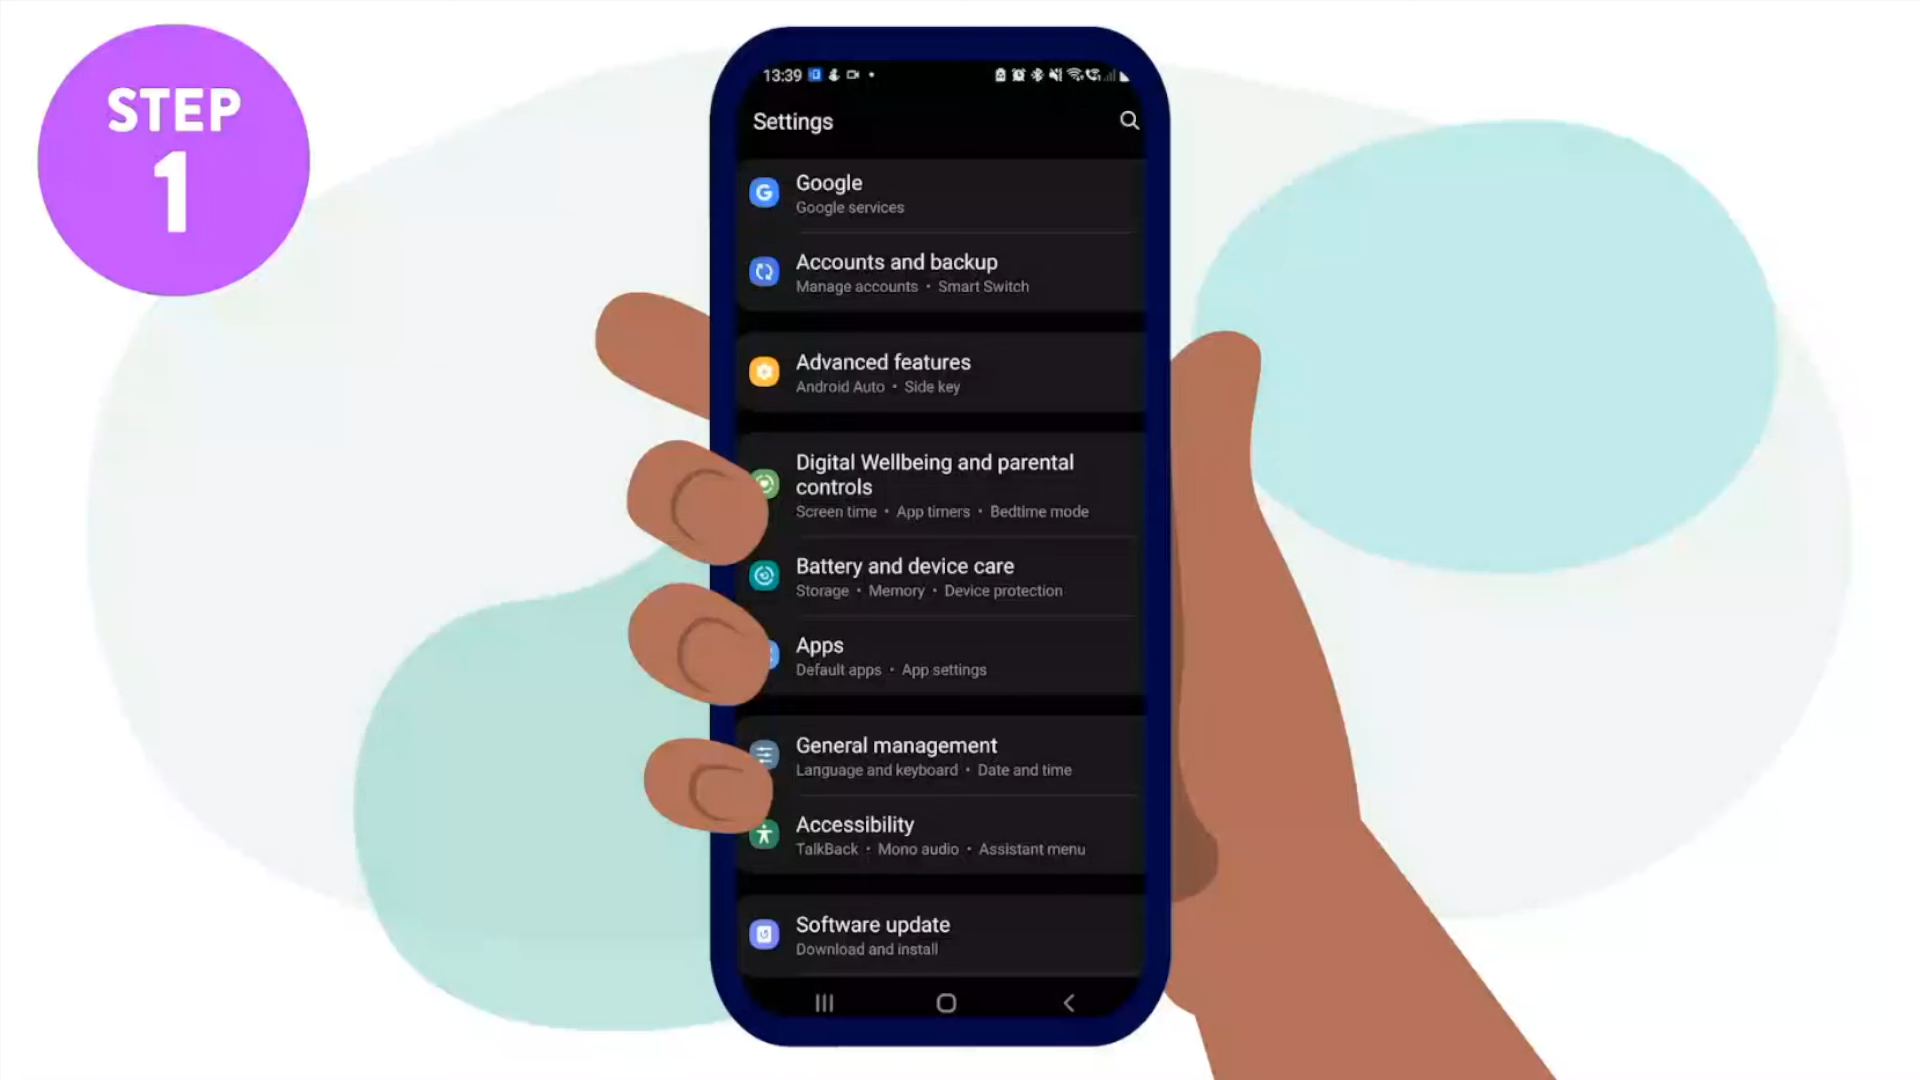 STEP
1
13:39
Settings
Google
Google services
Accounts and backup
Manage accounts • Smart Switch
Advanced features
Android Auto • Side key
Digital Wellbeing and parental
controls
Screen time • App timers • Bedtime mode
Battery and device care
Storage • Memory • Device protection
Apps
Default apps • App settings
General management
Language and keyboard • Date and time
Accessibility
TalkBack • Mono audio • Assistant menu
Software update
Download and install